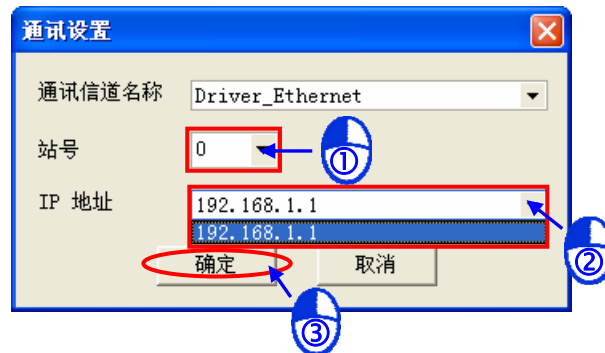 通讯设置
通讯信道名称 Driver_Ethernet
站号 0
①
IP 地址 192.168.1.1
192.168.1.1
②
确定 取消
③